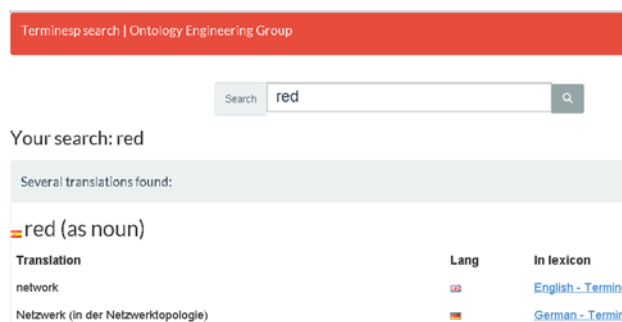 Terminesp search | Ontology Engineering Group
Search red
Your search: red
Several translations found:
red (as noun)
Translation Lang In lexicon
network English - Termin
Netzwerk (in der Netzwerktopologie) German - Termin